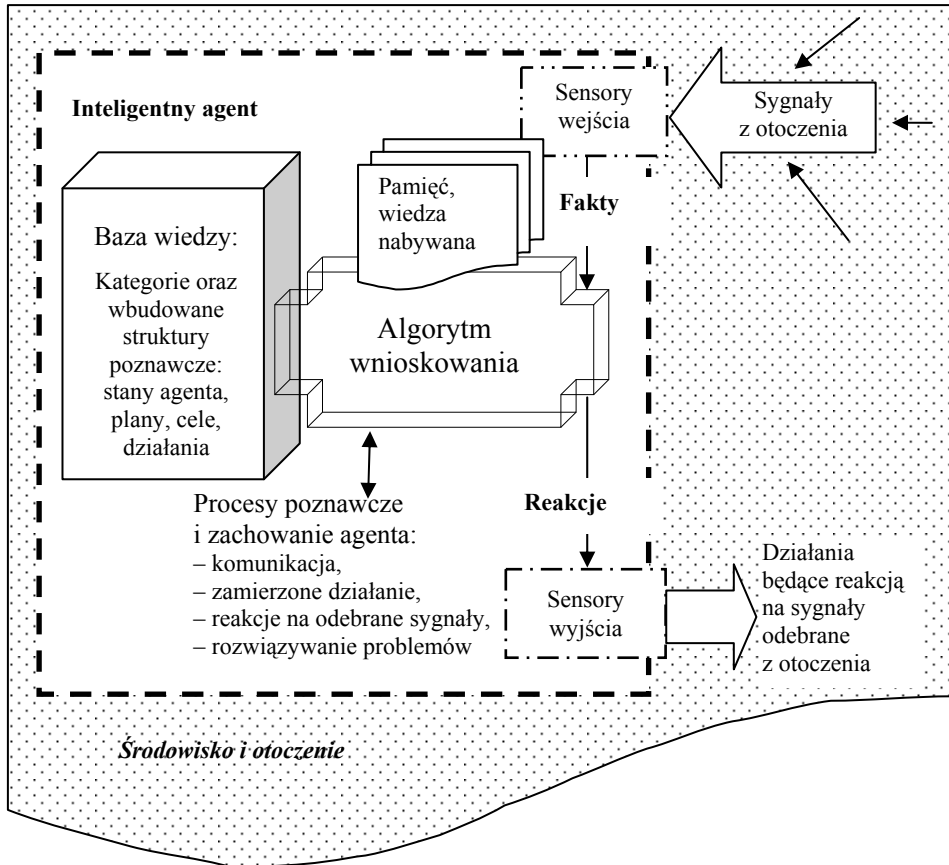 Inteligentny agent
Sensory
wejścia
Sygnały
z otoczenia
Pamięć,
wiedza
nabywana
Fakty
Baza wiedzy:
Kategorie oraz
wbudowane
struktury
poznawcze:
stany agenta,
plany, cele,
działania
Algorytm
wnioskowania
Procesy poznawcze
i zachowanie agenta:
– komunikacja,
– zamierzone działanie,
– reakcje na odebrane sygnały,
– rozwiązywanie problemów
Reakcje
Sensory
wyjścia
Działania
będące reakcją
na sygnały
odebrane
z otoczenia
Środowisko i otoczenie